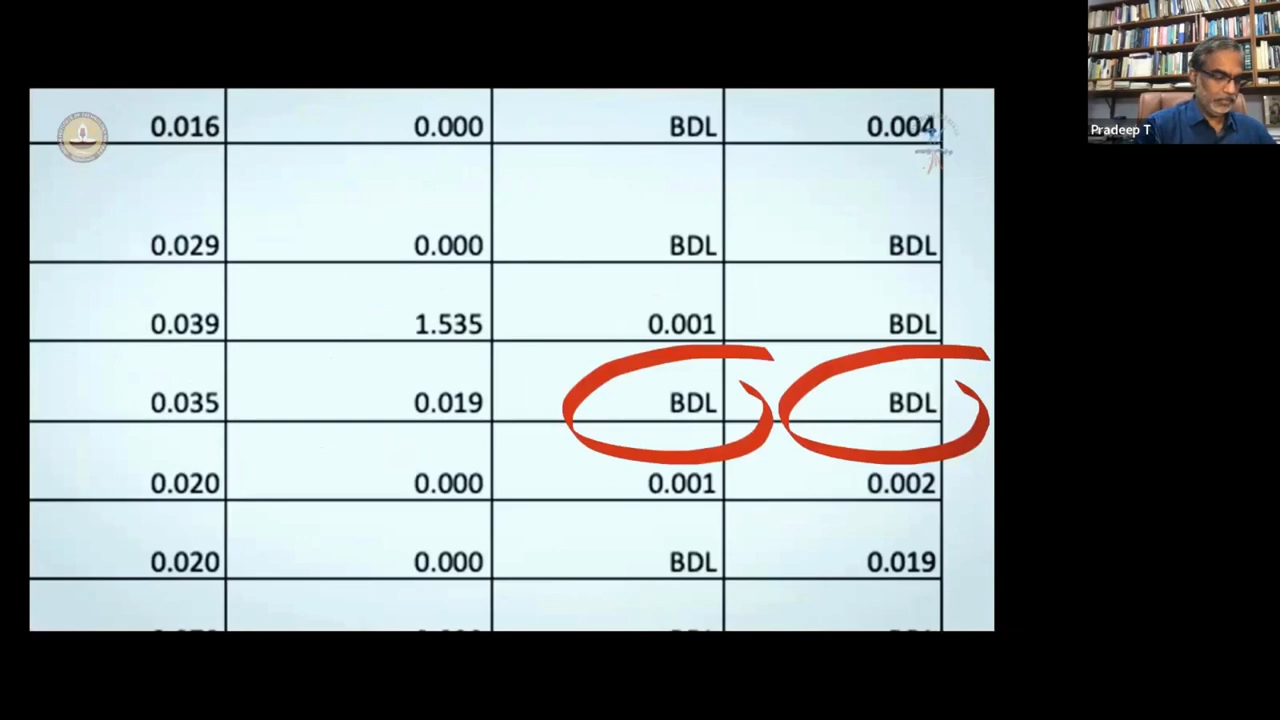 0.016 0.000 BDL 0.004
0.029 0.000 BDL BDL
0.039 1.535 0.001 BDL
0.035 0.019 BDL BDL
0.020 0.000 0.001 0.002
0.020 0.000 BDL 0.019
Pradeep T